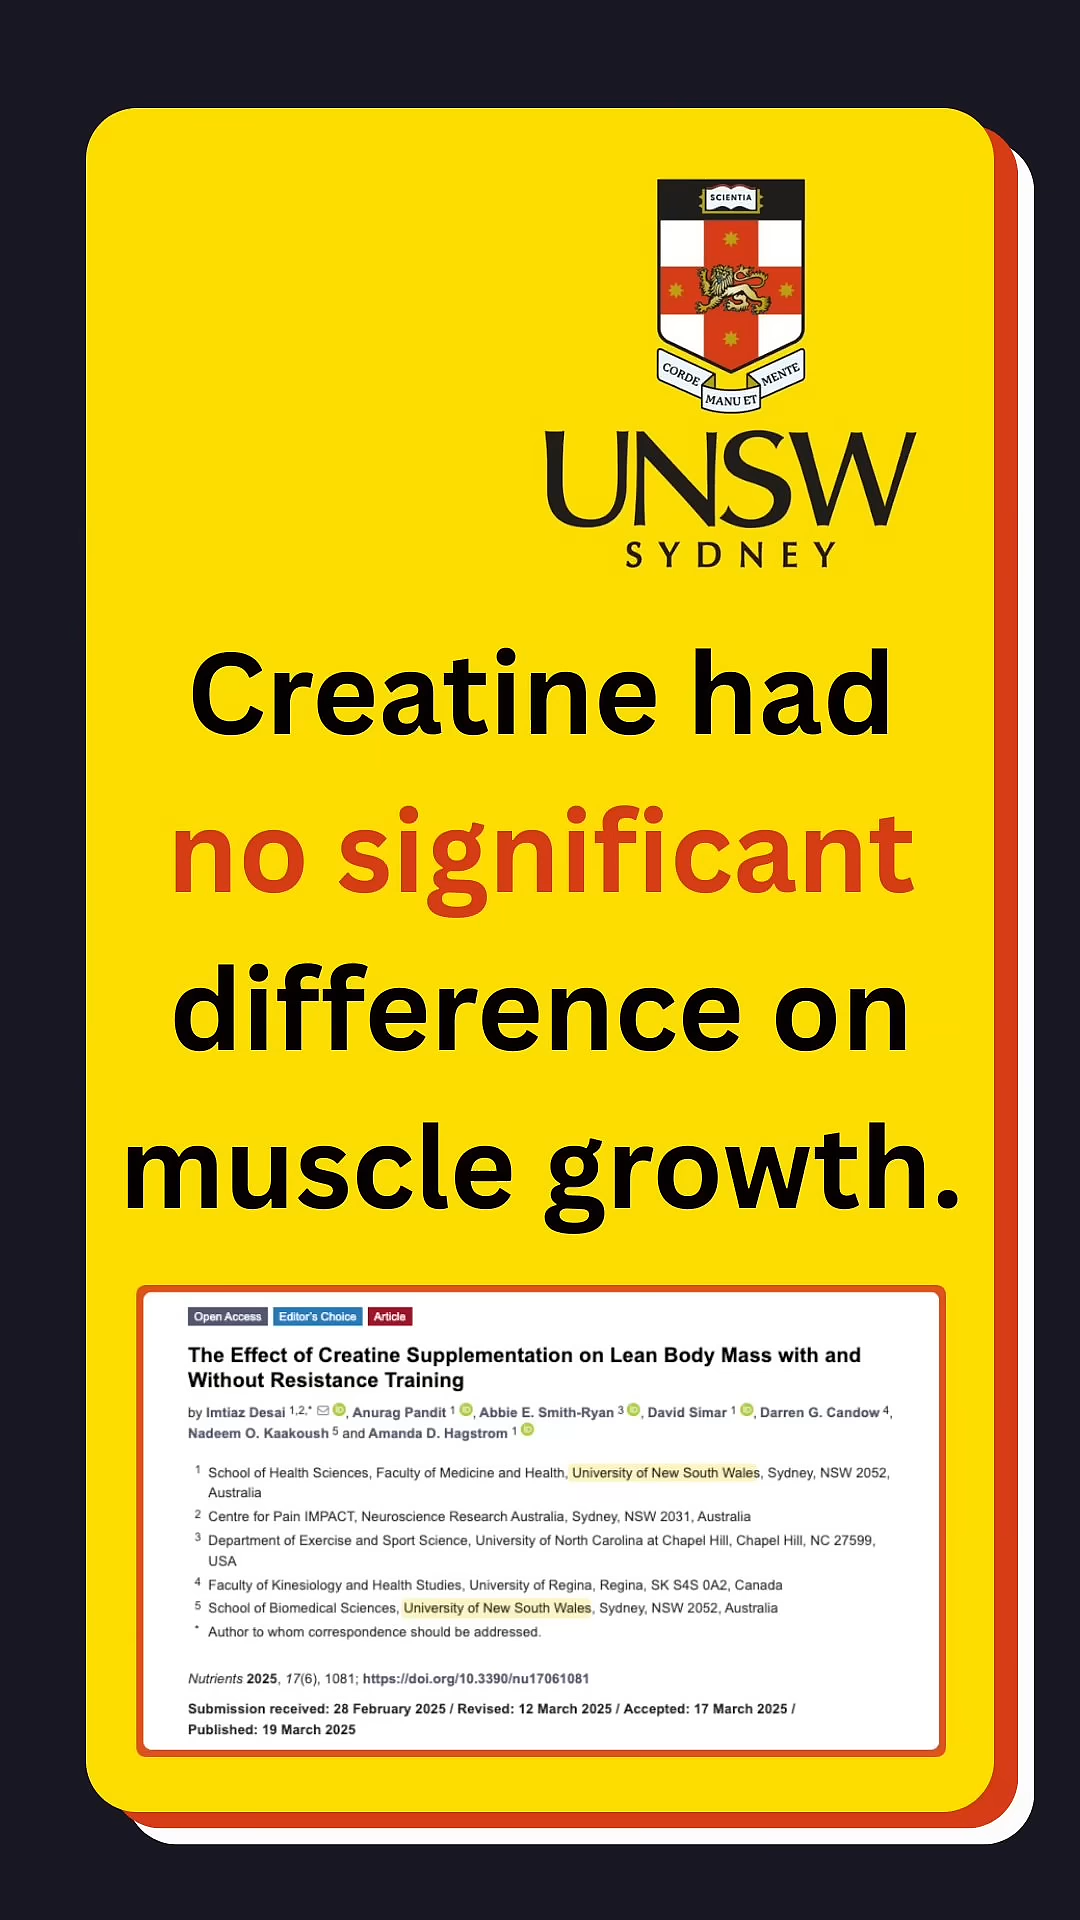 SCIENTIA
CORDE
MANU ET
MENTE
UNSW
SYDNEY
Creatine had
no significant
difference on
muscle growth.
Open Access Editor's Choice Article
The Effect of Creatine Supplementation on Lean Body Mass with and
Without Resistance Training
by Imtiaz Desai 1,2,* iD, Anurag Pandit 1 iD, Abbie E. Smith-Ryan 3 iD, David Simar 1 iD, Darren G. Candow 4,
Nadeem O. Kaakoush 5 and Amanda D. Hagstrom 1 iD
1 School of Health Sciences, Faculty of Medicine and Health, University of New South Wales, Sydney, NSW 2052,
Australia
2 Centre for Pain IMPACT, Neuroscience Research Australia, Sydney, NSW 2031, Australia
3 Department of Exercise and Sport Science, University of North Carolina at Chapel Hill, Chapel Hill, NC 27599,
USA
4 Faculty of Kinesiology and Health Studies, University of Regina, Regina, SK S4S 0A2, Canada
5 School of Biomedical Sciences, University of New South Wales, Sydney, NSW 2052, Australia
* Author to whom correspondence should be addressed.
Nutrients 2025, 17(6), 1081; https://doi.org/10.3390/nu17061081
Submission received: 28 February 2025 / Revised: 12 March 2025 / Accepted: 17 March 2025 /
Published: 19 March 2025